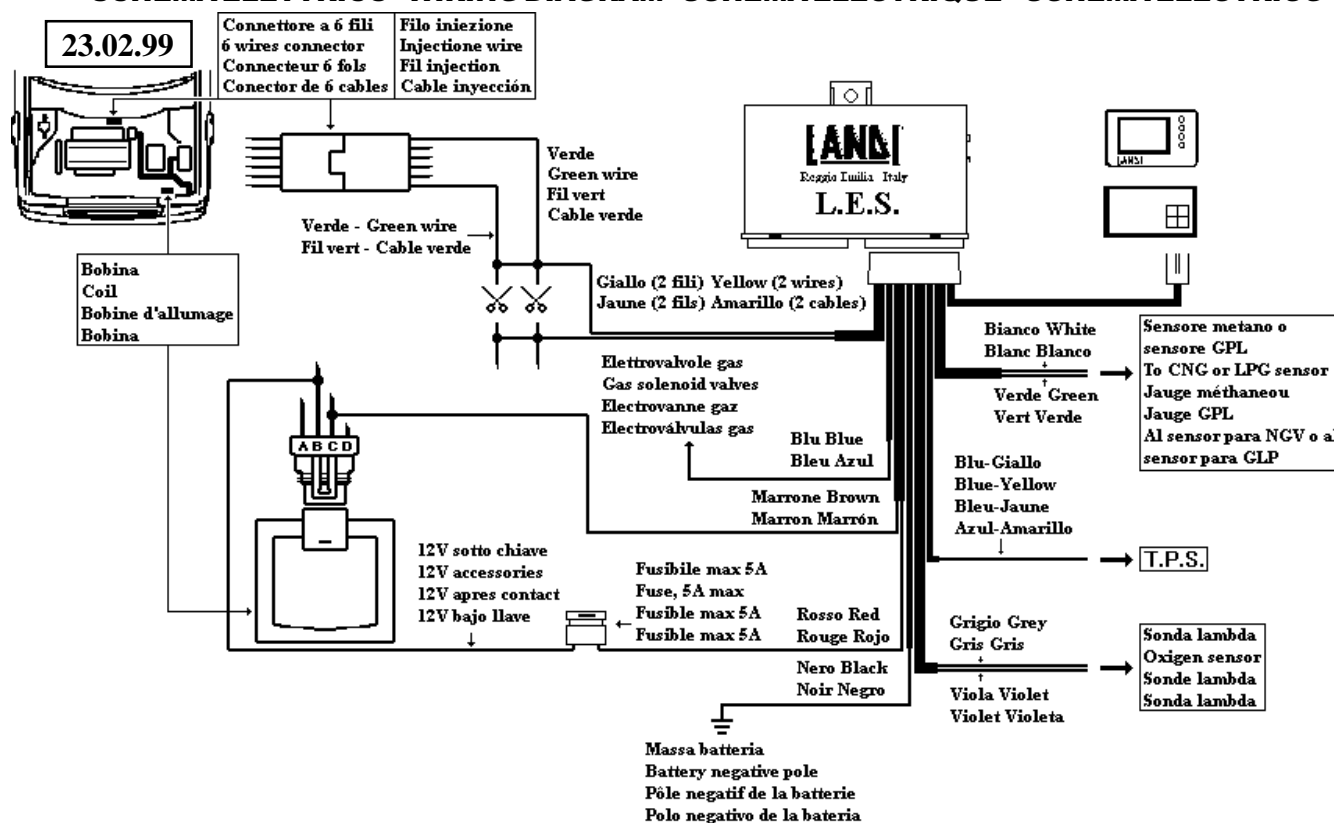 23.02.99
Connettore a 6 fili
6 wires connector
Connecteur 6 fols
Conector de 6 cables
Filo iniezione
Injectione wire
Fil injection
Cable inyección
Verde
Green wire
Fil vert
Cable verde
Verde - Green wire
Fil vert - Cable verde
LANDI
Reggio Emilia - Italy
L.E.S.
LANDI
Bobina
Coil
Bobine d'allumage
Bobina
Giallo (2 fili) Yellow (2 wires)
Jaune (2 fils) Amarillo (2 cables)
Bianco White
Blanc Blanco
Verde Green
Vert Verde
Sensore metano o
sensore GPL
To CNG or LPG sensor
Jauge méthaneou
Jauge GPL
Al sensor para NGV o al
sensor para GLP
Elettrovalvole gas
Gas solenoid valves
Electrovanne gaz
Electroválvulas gas
Blu Blue
Bleu Azul
A B C D
Marrone Brown
Marron Marrón
Blu-Giallo
Blue-Yellow
Bleu-Jaune
Azul-Amarillo
T.P.S.
12V sotto chiave
12V accessories
12V apres contact
12V bajo llave
Fusibile max 5A
Fuse, 5A max
Fusible max 5A
Fusible max 5A
Rosso Red
Rouge Rojo
Nero Black
Noir Negro
Grigio Grey
Gris Gris
Viola Violet
Violet Violeta
Sonda lambda
Oxigen sensor
Sonde lambda
Sonda lambda
Massa batteria
Battery negative pole
Pôle negatif de la batterie
Polo negativo de la bateria